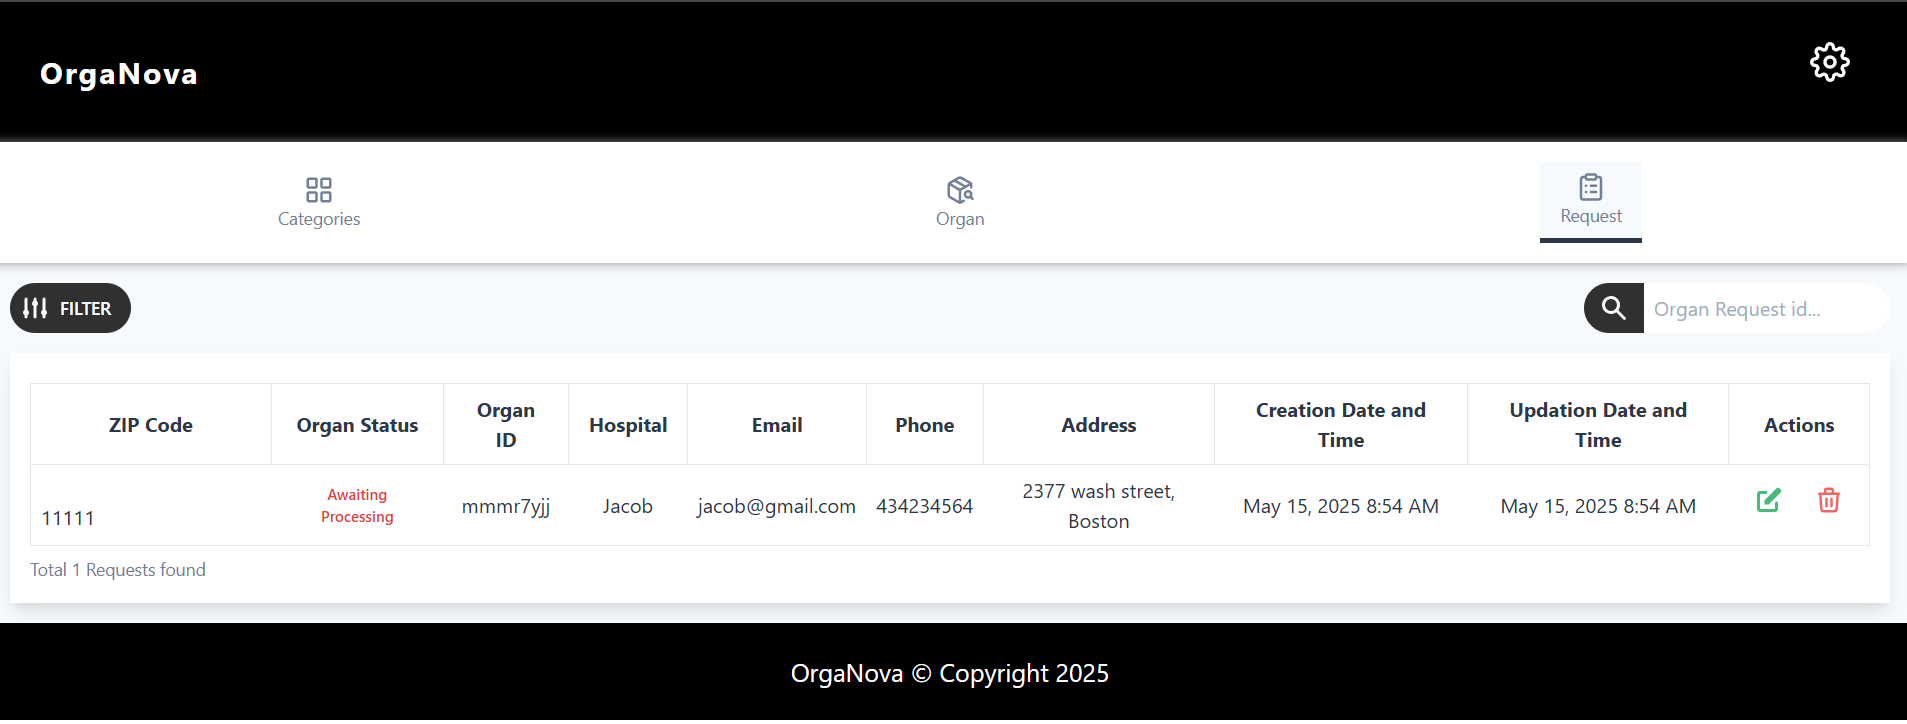 OrgaNova
Categories
Organ
Request
FILTER
Organ Request id...
ZIP Code
Organ Status
Organ
ID
Hospital
Email
Phone
Address
Creation Date and
Time
Updation Date and
Time
Actions
11111
Awaiting
Processing
mmmr7yjj
Jacob
jacob@gmail.com
434234564
2377 wash street,
Boston
May 15, 2025 8:54 AM
May 15, 2025 8:54 AM
Total 1 Requests found
OrgaNova © Copyright 2025